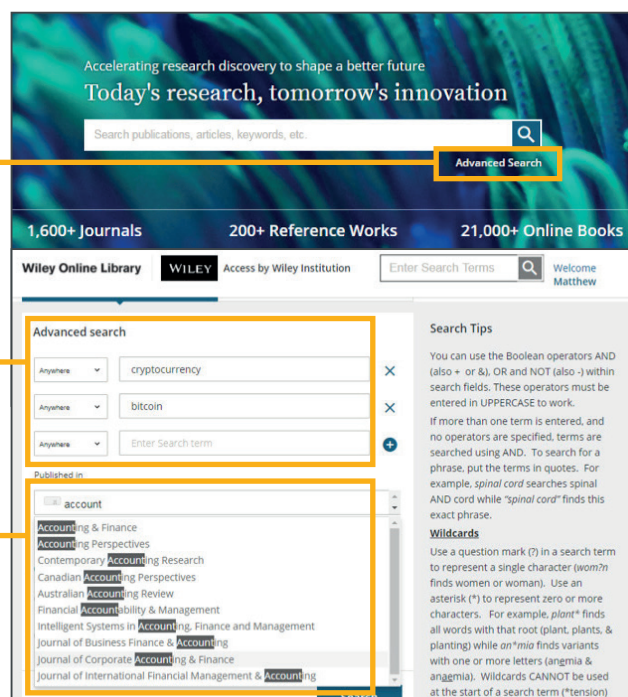 Accelerating research discovery to shape a better future
Today's research, tomorrow's innovation
Search publications, articles, keywords, etc.
Advanced Search
1,600+ Journals
200+ Reference Works
21,000+ Online Books
Wiley Online Library
WILEY
Access by Wiley Institution
Enter Search Terms
Welcome
Matthew
Advanced search
Anywhere
cryptocurrency
Anywhere
bitcoin
Anywhere
Enter Search term
Published in
account
Accounting & Finance
Accounting Perspectives
Contemporary Accounting Research
Canadian Accounting Perspectives
Australian Accounting Review
Financial Accountability & Management
Intelligent Systems in Accounting, Finance and Management
Journal of Business Finance & Accounting
Journal of Corporate Accounting & Finance
Journal of International Financial Management & Accounting
Search Tips
You can use the Boolean operators AND
(also + or &), OR and NOT (also -) within
search fields. These operators must be
entered in UPPERCASE to work.
If more than one term is entered, and
no operators are specified, terms are
searched using AND. To search for a
phrase, put the terms in quotes. For
example, spinal cord searches spinal
AND cord while "spinal cord" finds this
exact phrase.
Wildcards
Use a question mark (?) in a search term
to represent a single character (wom?n
finds women or woman). Use an
asterisk (*) to represent zero or more
characters. For example, plant* finds
all words with that root (plant, plants, &
planting) while an*mia finds variants
with one or more letters (anemia &
anaemia). Wildcards CANNOT be used
at the start of a search term (*tension)